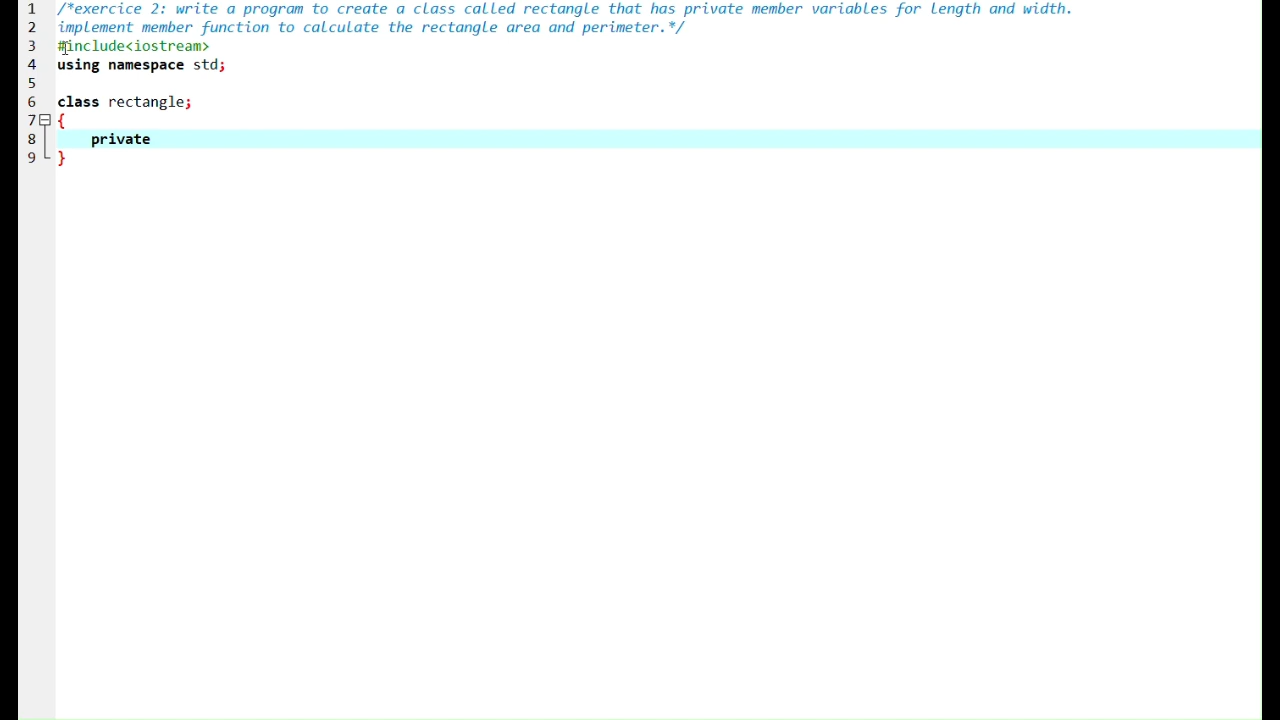 1 /*exercice 2: write a program to create a class called rectangle that has private member variables for length and width.
2 implement member function to calculate the rectangle area and perimeter.*/
3 #include<iostream>
4 using namespace std;
5
6 class rectangle;
7 {
8 private
9 }